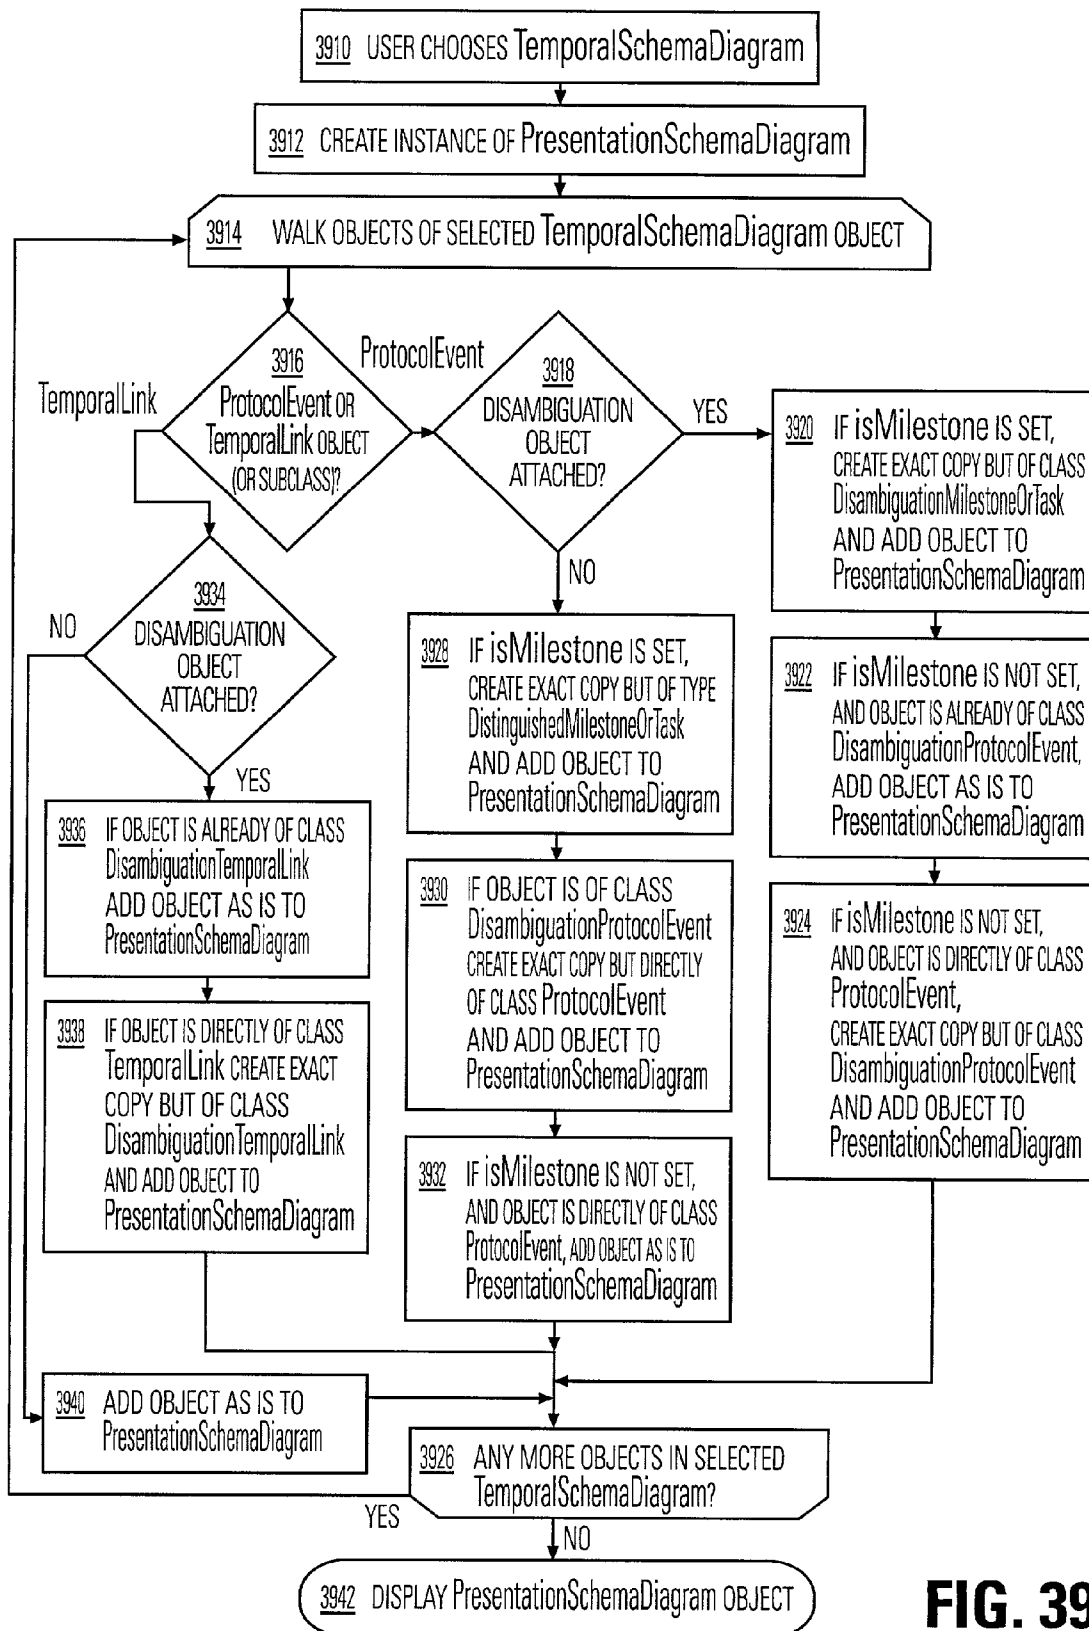 3910 USER CHOOSES TemporalSchemaDiagram
3912 CREATE INSTANCE OF PresentationSchemaDiagram
3914 WALK OBJECTS OF SELECTED TemporalSchemaDiagram OBJECT
3916
ProtocolEvent OR
TemporalLink OBJECT
(OR SUBCLASS)?
TemporalLink
ProtocolEvent
3918
DISAMBIGUATION
OBJECT
ATTACHED?
YES
NO
3920 IF isMilestone IS SET,
CREATE EXACT COPY BUT OF CLASS
DisambiguationMilestoneOrTask
AND ADD OBJECT TO
PresentationSchemaDiagram
3922 IF isMilestone IS NOT SET,
AND OBJECT IS ALREADY OF CLASS
DisambiguationProtocolEvent,
ADD OBJECT AS IS TO
PresentationSchemaDiagram
3924 IF isMilestone IS NOT SET,
AND OBJECT IS DIRECTLY OF CLASS
ProtocolEvent,
CREATE EXACT COPY BUT OF CLASS
DisambiguationProtocolEvent
AND ADD OBJECT TO
PresentationSchemaDiagram
3928 IF isMilestone IS SET,
CREATE EXACT COPY BUT OF TYPE
DistinguishedMilestoneOrTask
AND ADD OBJECT TO
PresentationSchemaDiagram
3930 IF OBJECT IS OF CLASS
DisambiguationProtocolEvent
CREATE EXACT COPY BUT DIRECTLY
OF CLASS ProtocolEvent
AND ADD OBJECT TO
PresentationSchemaDiagram
3932 IF isMilestone IS NOT SET,
AND OBJECT IS DIRECTLY OF CLASS
ProtocolEvent, ADD OBJECT AS IS TO
PresentationSchemaDiagram
3934
DISAMBIGUATION
OBJECT
ATTACHED?
NO
YES
3936 IF OBJECT IS ALREADY OF CLASS
DisambiguationTemporalLink
ADD OBJECT AS IS TO
PresentationSchemaDiagram
3938 IF OBJECT IS DIRECTLY OF CLASS
TemporalLink CREATE EXACT
COPY BUT OF CLASS
DisambiguationTemporalLink
AND ADD OBJECT TO
PresentationSchemaDiagram
3940 ADD OBJECT AS IS TO
PresentationSchemaDiagram
3926 ANY MORE OBJECTS IN SELECTED
TemporalSchemaDiagram?
YES
NO
3942 DISPLAY PresentationSchemaDiagram OBJECT
FIG. 39